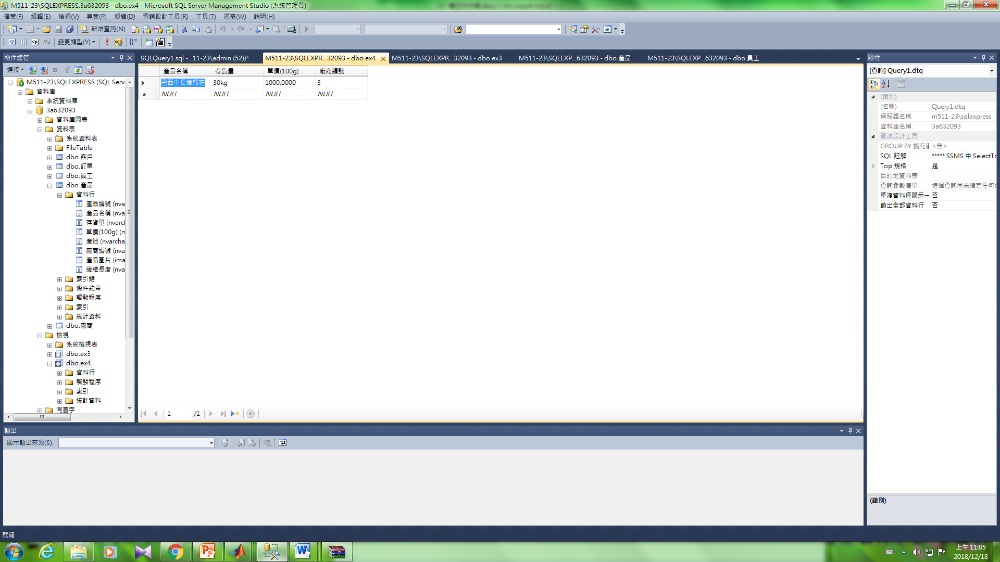 M511-23\SQLEXPRESS.3a632093 - dbo.ex4 - Microsoft SQL Server Management Studio (系統管理員)
檔案(F) 編輯(E) 檢視(V) 專案(P) 偵錯(D) 查詢設計工具(R) 工具(T) 視窗(W) 說明(H)
新增查詢(N)
變更類型(Y)
物件總管
連接
M511-23\SQLEXPRESS (SQL Serv
資料庫
系統資料庫
3a632093
資料庫圖表
資料表
系統資料表
FileTable
dbo.客戶
dbo.訂單
dbo.員工
dbo.產品
資料行
產品編號 (nva
產品名稱 (nva
存貨量 (nvarcl
單價(100g) (m
產地 (nvarcha
廠商編號 (nva
產品圖片 (ima
纖維長度 (nva
索引鍵
條件約束
觸發程序
索引
統計資料
dbo.廠商
檢視
系統檢視表
dbo.ex3
dbo.ex4
資料行
觸發程序
索引
統計資料
同義字
SQLQuery1.sql -...11-23\admin (52))* M511-23\SQLEXPR...32093 - dbo.ex4 M511-23\SQLEXPR...32093 - dbo.ex3 M511-23\SQLEXP...632093 - dbo.產品 M511-23\SQLEXP...632093 - dbo.員工
產品名稱 存貨量 單價(100g) 廠商編號
巴西中長纖棉花 30kg 1000.0000 3
NULL NULL NULL NULL
1 /1
屬性
[查詢] Query1.dtq
(識別)
(名稱) Query1.dtq
伺服器名稱 m511-23\sqlexpress
資料庫名稱 3a632093
查詢設計工具
GROUP BY 擴充選 <無>
SQL 註解 ***** SSMS 中 SelectTo
Top 規格 是
目的地資料表
查詢參數清單 這個查詢尚未指定任何參
重複資料僅顯示一 否
輸出全部資料行 否
(識別)
輸出
顯示輸出來源(S):
就緒
上午 11:05
2018/12/18